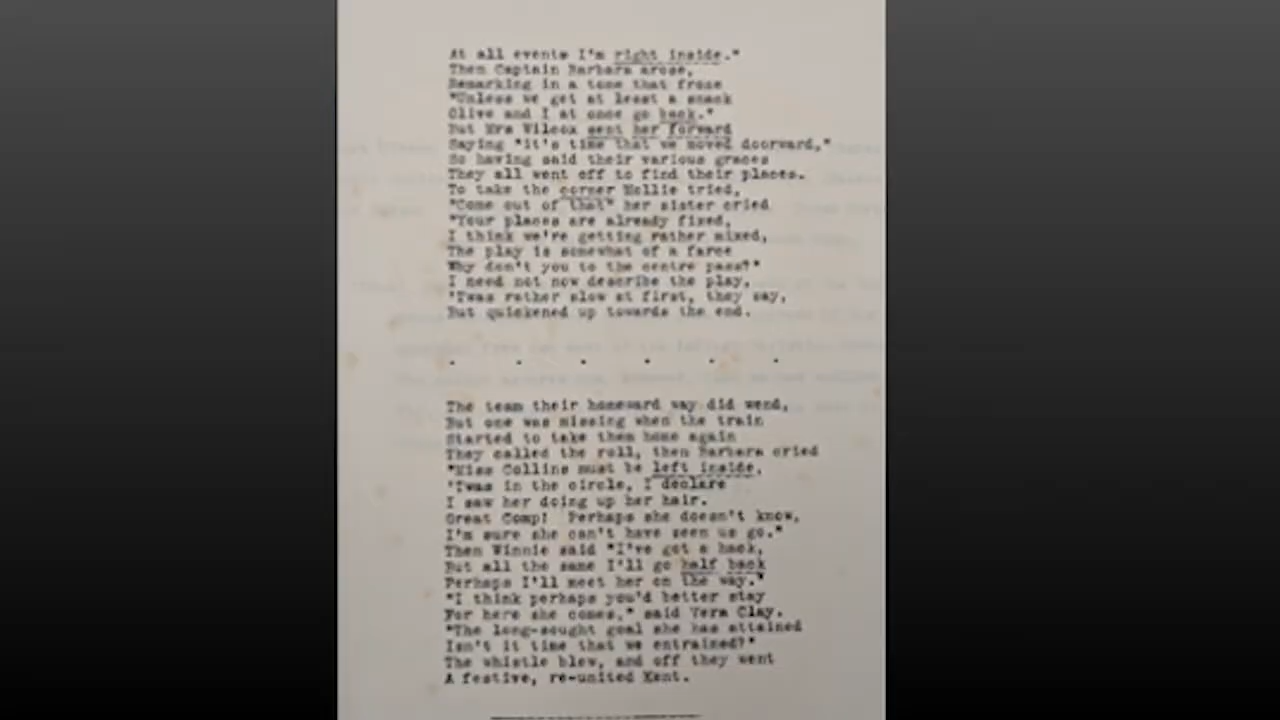 At all events I'm right inside."
Then Captain Barbara arose,
Remarking in a tone that froze
"Unless we get at least a snack
Olive and I at once go back."
But Mrs Wilcox sent her forward
Saying "it's time that we moved doorward,"
So having said their various graces
They all went off to find their places.
To take the corner Mollie tried,
"Come out of that" her sister cried
"Your places are already fixed,
I think we're getting rather mixed,
The play is somewhat of a farce
Why don't you to the centre pass?"
I need not now describe the play,
'Twas rather slow at first, they say,
But quickened up towards the end.
. . . . . .
The team their homeward way did wend,
But one was missing when the train
Started to take them home again
They called the roll, then Barbara cried
"Miss Collins must be left inside,
'Twas in the circle, I declare
I saw her doing up her hair.
Great Comp! Perhaps she doesn't know,
I'm sure she can't have seen us go."
Then Winnie said "I've got a hack,
But all the same I'll go half back
Perhaps I'll meet her on the way."
"I think perhaps you'd better stay
For here she comes," said Vera Clay.
"The long-sought goal she has attained
Isn't it time that we entrained?"
The whistle blew, and off they went
A festive, re-united Kent.